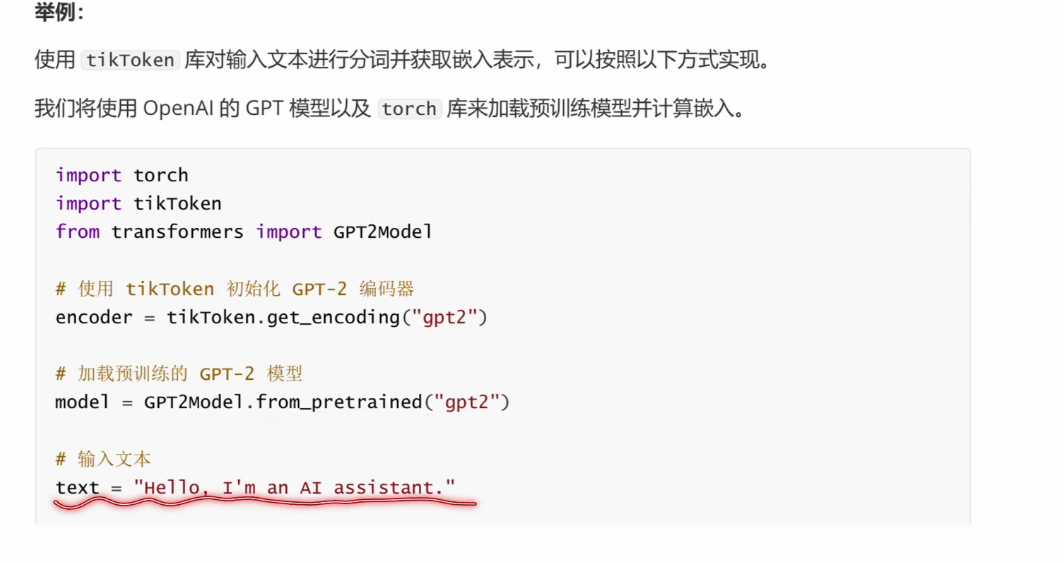 举例：
使用 tikToken 库对输入文本进行分词并获取嵌入表示，可以按照以下方式实现。
我们将使用 OpenAI 的 GPT 模型以及 torch 库来加载预训练模型并计算嵌入。
import torch
import tikToken
from transformers import GPT2Model
# 使用 tikToken 初始化 GPT-2 编码器
encoder = tikToken.get_encoding("gpt2")
# 加载预训练的 GPT-2 模型
model = GPT2Model.from_pretrained("gpt2")
# 输入文本
text = "Hello, I'm an AI assistant."